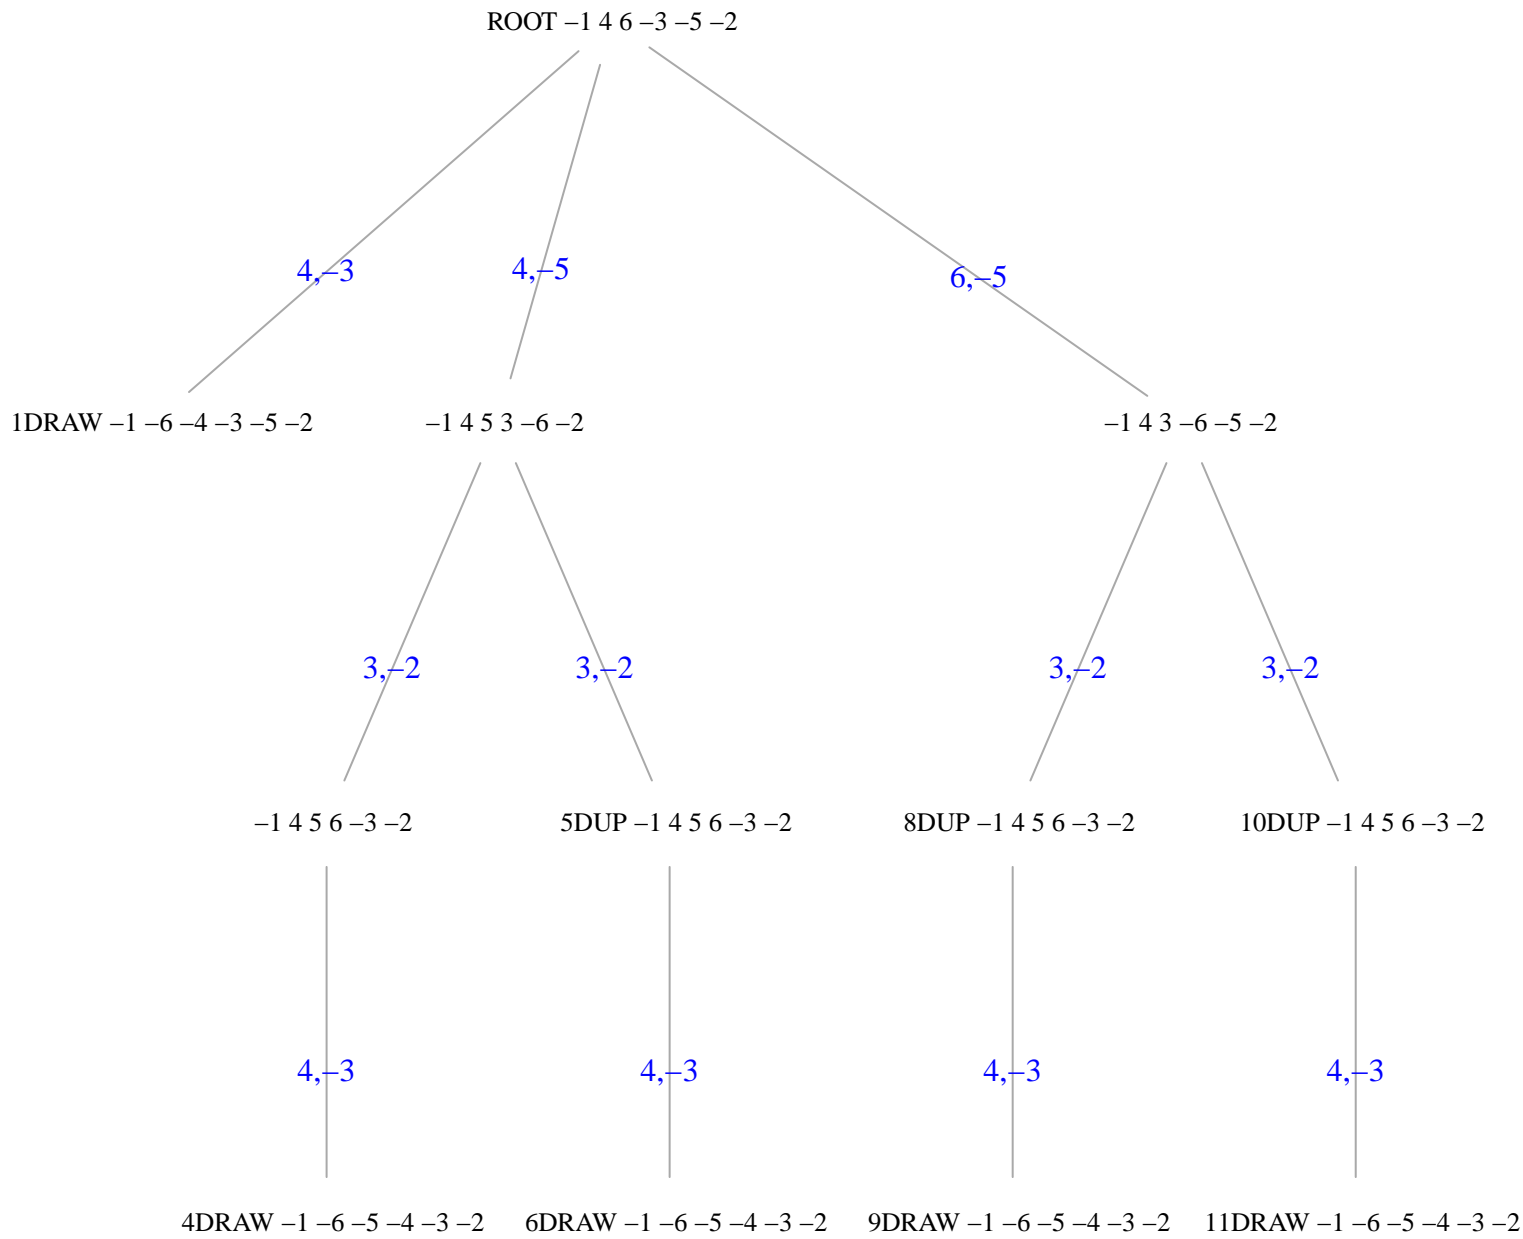 ROOT –1 4 6 –3 –5 –2
4,–3
4,–5
6,–5
1DRAW –1 –6 –4 –3 –5 –2
–1 4 5 3 –6 –2
–1 4 3 –6 –5 –2
3,–2
3,–2
3,–2
3,–2
–1 4 5 6 –3 –2
5DUP –1 4 5 6 –3 –2
8DUP –1 4 5 6 –3 –2
10DUP –1 4 5 6 –3 –2
4,–3
4,–3
4,–3
4,–3
4DRAW –1 –6 –5 –4 –3 –2
6DRAW –1 –6 –5 –4 –3 –2
9DRAW –1 –6 –5 –4 –3 –2
11DRAW –1 –6 –5 –4 –3 –2